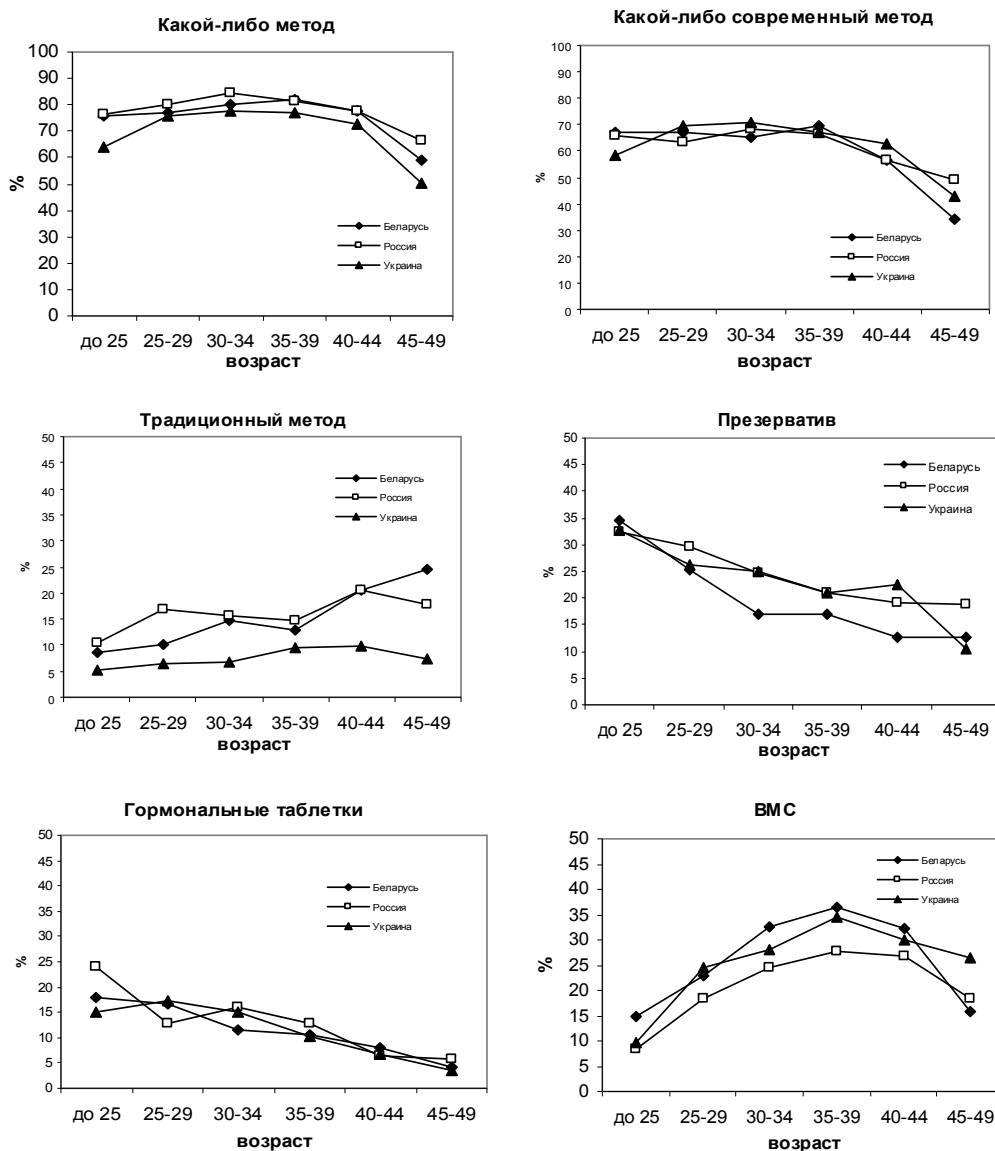 Какой-либо метод
100
90
80
70
60
50
40
30
20
10
0
%
Беларусь
Россия
Украина
до 25 25-29 30-34 35-39 40-44 45-49
возраст
Какой-либо современный метод
100
90
80
70
60
50
40
30
20
10
0
%
Беларусь
Россия
Украина
до 25 25-29 30-34 35-39 40-44 45-49
возраст
Традиционный метод
50
45
40
35
30
25
20
15
10
5
0
%
Беларусь
Россия
Украина
до 25 25-29 30-34 35-39 40-44 45-49
возраст
Презерватив
50
45
40
35
30
25
20
15
10
5
0
%
Беларусь
Россия
Украина
до 25 25-29 30-34 35-39 40-44 45-49
возраст
Гормональные таблетки
50
45
40
35
30
25
20
15
10
5
0
%
Беларусь
Россия
Украина
до 25 25-29 30-34 35-39 40-44 45-49
возраст
ВМС
50
45
40
35
30
25
20
15
10
5
0
%
Беларусь
Россия
Украина
до 25 25-29 30-34 35-39 40-44 45-49
возраст